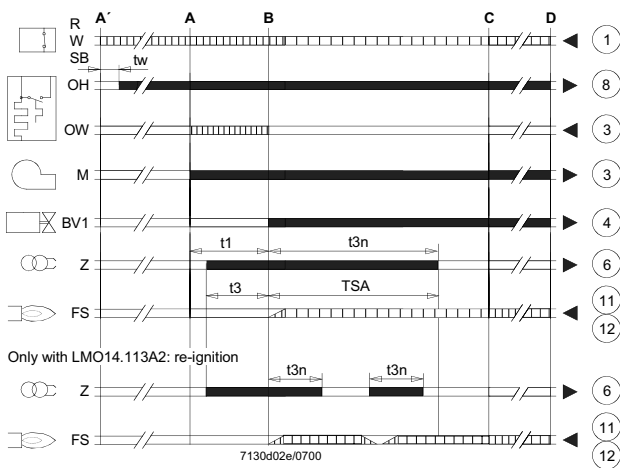 R A´ A B C D
W 1
SB tw
OH 8
OW 3
M 3
BV1 4
t1 t3n
Z 6
t3 TSA
FS 11
12
Only with LMO14.113A2: re-ignition
t3n t3n
Z 6
FS 11
7130d02e/0700 12